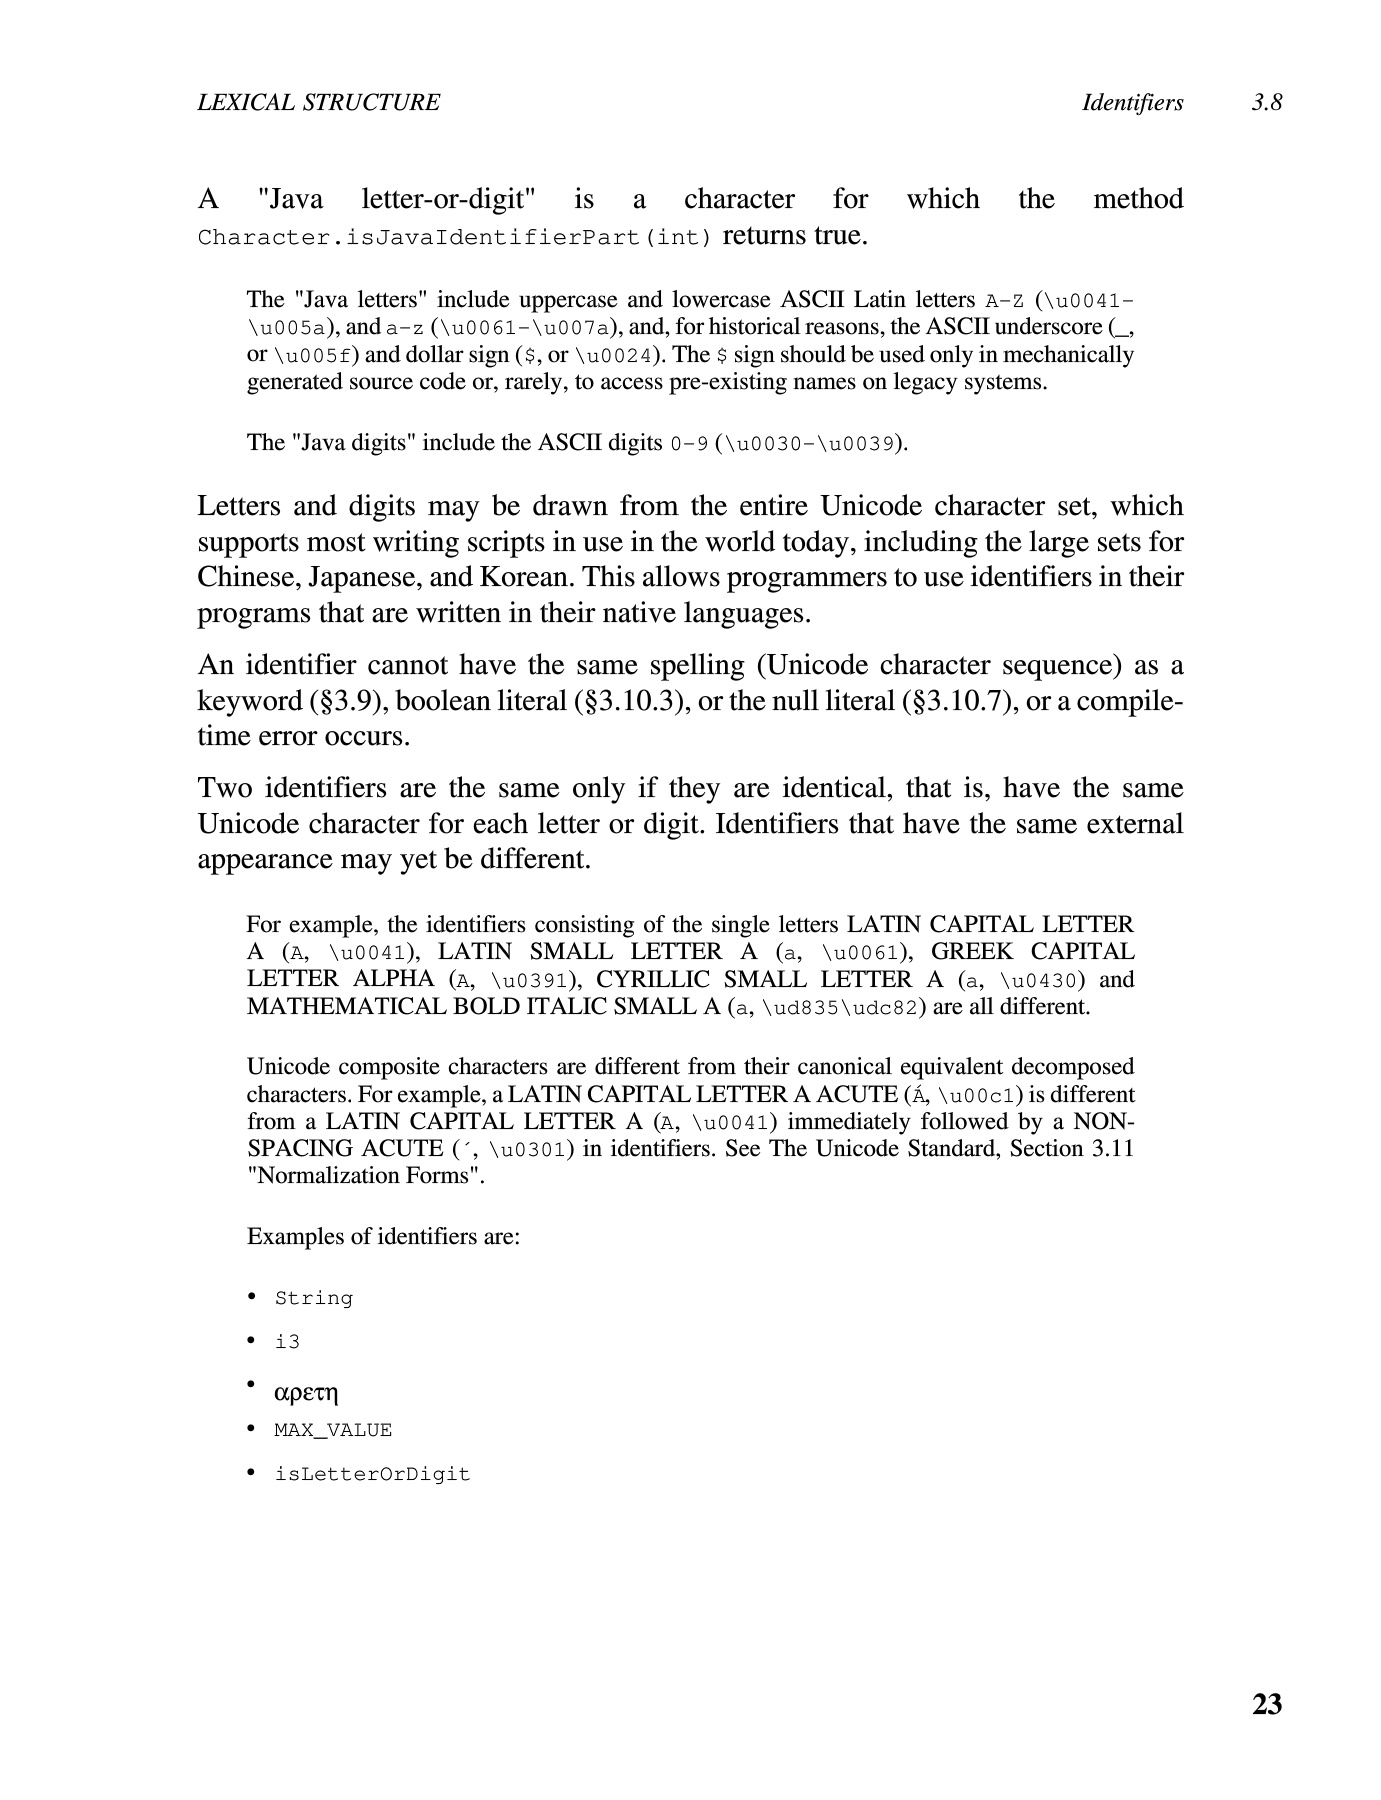 LEXICAL STRUCTURE Identifiers 3.8
A "Java letter-or-digit" is a character for which the method
Character.isJavaIdentifierPart(int) returns true.
The "Java letters" include uppercase and lowercase ASCII Latin letters A-Z (\u0041-
\u005a), and a-z (\u0061-\u007a), and, for historical reasons, the ASCII underscore (_,
or \u005f) and dollar sign ($, or \u0024). The $ sign should be used only in mechanically
generated source code or, rarely, to access pre-existing names on legacy systems.
The "Java digits" include the ASCII digits 0-9 (\u0030-\u0039).
Letters and digits may be drawn from the entire Unicode character set, which
supports most writing scripts in use in the world today, including the large sets for
Chinese, Japanese, and Korean. This allows programmers to use identifiers in their
programs that are written in their native languages.
An identifier cannot have the same spelling (Unicode character sequence) as a
keyword (§3.9), boolean literal (§3.10.3), or the null literal (§3.10.7), or a compile-
time error occurs.
Two identifiers are the same only if they are identical, that is, have the same
Unicode character for each letter or digit. Identifiers that have the same external
appearance may yet be different.
For example, the identifiers consisting of the single letters LATIN CAPITAL LETTER
A (A, \u0041), LATIN SMALL LETTER A (a, \u0061), GREEK CAPITAL
LETTER ALPHA (A, \u0391), CYRILLIC SMALL LETTER A (a, \u0430) and
MATHEMATICAL BOLD ITALIC SMALL A (a, \ud835\udc82) are all different.
Unicode composite characters are different from their canonical equivalent decomposed
characters. For example, a LATIN CAPITAL LETTER A ACUTE (Á, \u00c1) is different
from a LATIN CAPITAL LETTER A (A, \u0041) immediately followed by a NON-
SPACING ACUTE (´, \u0301) in identifiers. See The Unicode Standard, Section 3.11
"Normalization Forms".
Examples of identifiers are:
• String
• i3
• αρετη
• MAX_VALUE
• isLetterOrDigit
23